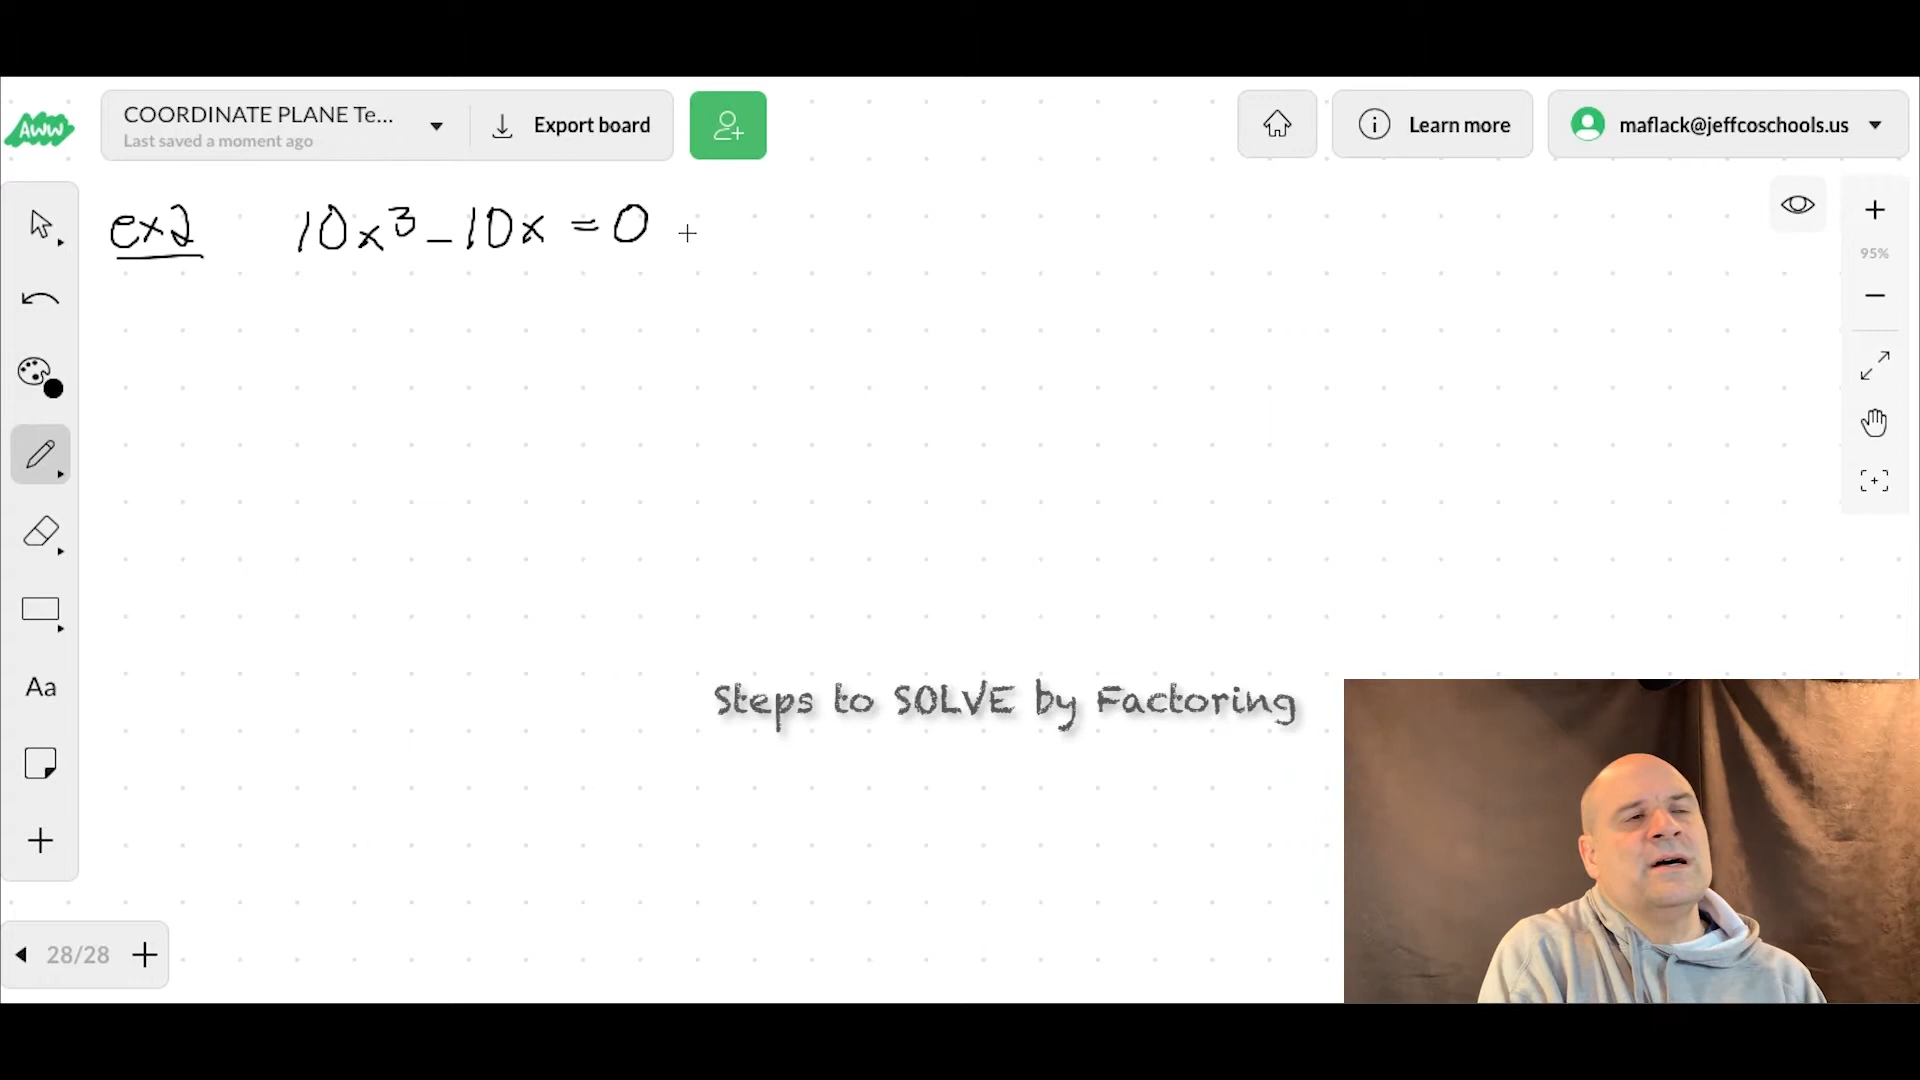 AWW
COORDINATE PLANE Te...
Last saved a moment ago
Export board
Learn more
maflack@jeffcoschools.us
ex2 10x³ - 10x = 0
95%
Aa
Steps to SOLVE by Factoring
28/28